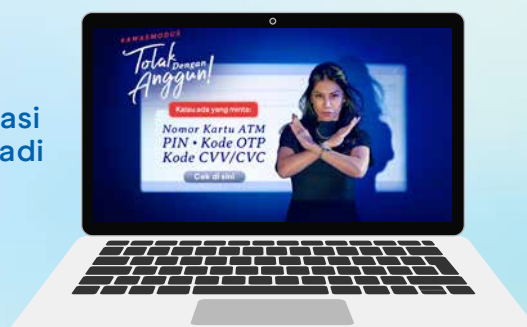 #AWASMODUS
Tolak Dengan
Anggun!
Kalau ada yang minta:
Nomor Kartu ATM
PIN • Kode OTP
Kode CVV/CVC
Cek di sini
asi
adi